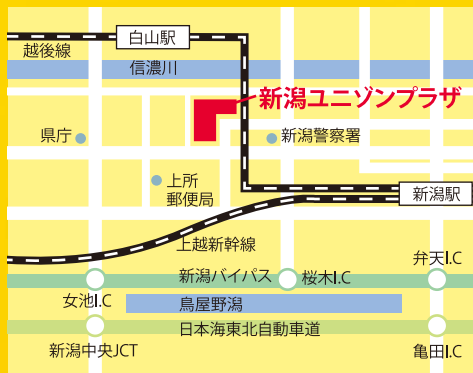 白山駅
越後線
信濃川
新潟ユニゾンプラザ
県庁
新潟警察署
上所
郵便局
新潟駅
上越新幹線
弁天I.C
新潟バイパス
桜木I.C
女池I.C
鳥屋野潟
日本海東北自動車道
新潟中央JCT
亀田I.C